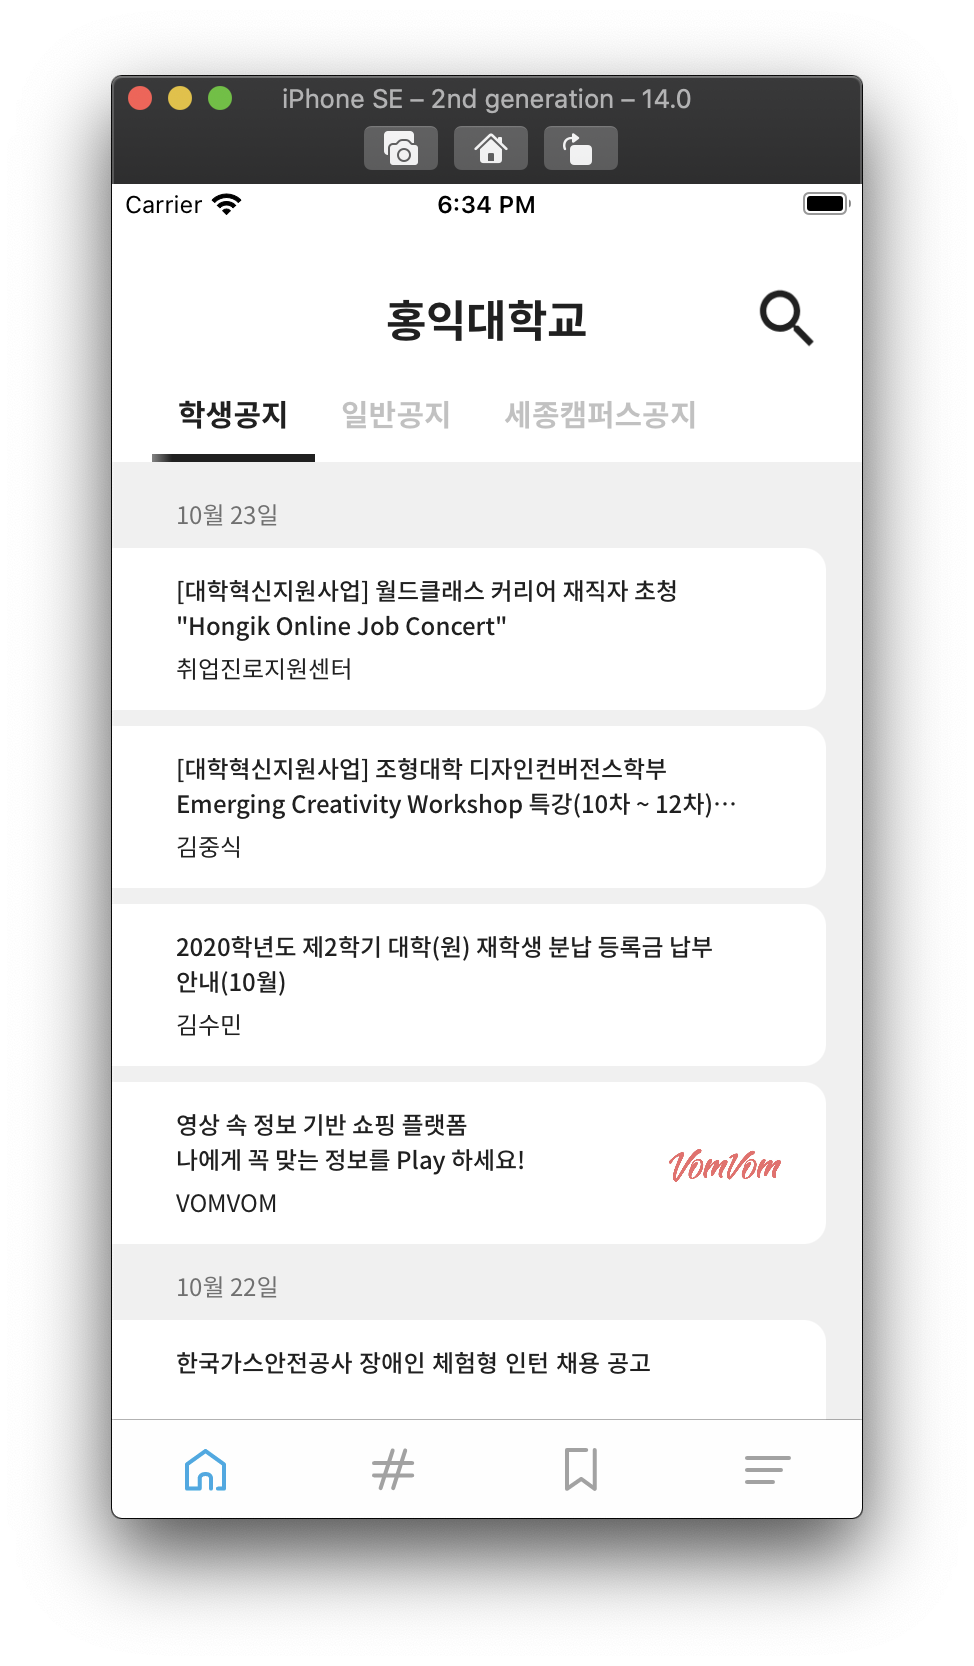 iPhone SE – 2nd generation – 14.0
Carrier 6:34 PM
홍익대학교
학생공지 일반공지 세종캠퍼스공지
10월 23일
[대학혁신지원사업] 월드클래스 커리어 재직자 초청
"Hongik Online Job Concert"
취업진로지원센터
[대학혁신지원사업] 조형대학 디자인컨버전스학부
Emerging Creativity Workshop 특강(10차 ~ 12차)…
김중식
2020학년도 제2학기 대학(원) 재학생 분납 등록금 납부
안내(10월)
김수민
영상 속 정보 기반 쇼핑 플랫폼
나에게 꼭 맞는 정보를 Play 하세요!
VomVom
VOMVOM
10월 22일
한국가스안전공사 장애인 체험형 인턴 채용 공고